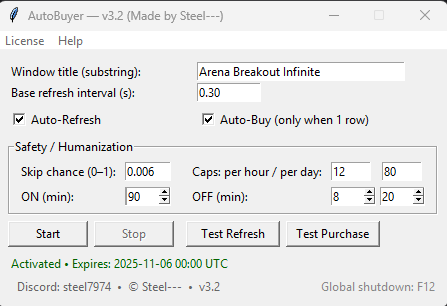 AutoBuyer — v3.2 (Made by Steel---)
License Help
Window title (substring): Arena Breakout Infinite
Base refresh interval (s): 0.30
Auto-Refresh Auto-Buy (only when 1 row)
Safety / Humanization
Skip chance (0–1): 0.006 Caps: per hour / per day: 12 80
ON (min): 90 OFF (min): 8 20
Start Stop Test Refresh Test Purchase
Activated • Expires: 2025-11-06 00:00 UTC
Discord: steel7974 • © Steel--- • v3.2 Global shutdown: F12